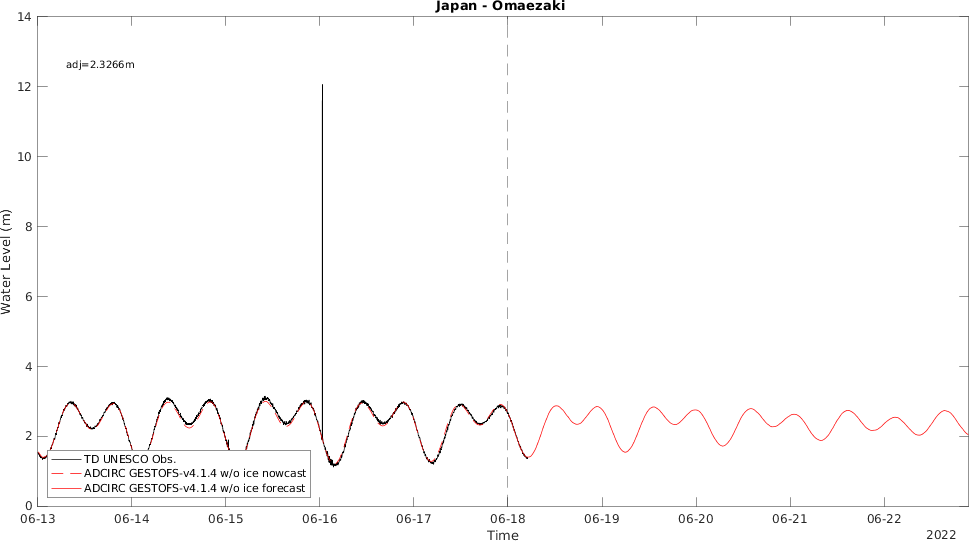 Japan - Omaezaki
14
adj=2.3266m
12
10
8
6
4
2
0
Water Level (m)
TD UNESCO Obs.
ADCIRC GESTOFS-v4.1.4 w/o ice nowcast
ADCIRC GESTOFS-v4.1.4 w/o ice forecast
06-13 06-14 06-15 06-16 06-17 06-18 06-19 06-20 06-21 06-22
Time
2022